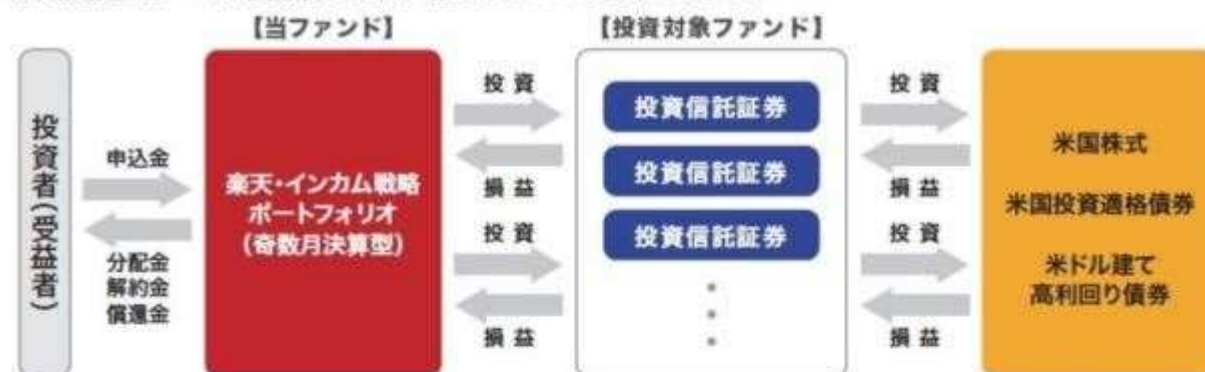 【当ファンド】
【投資対象ファンド】
投資者(受益者)
申込金
分配金
解約金
償還金
楽天・インカム戦略
ポートフォリオ
(奇数月決算型)
投資
損益
投資
損益
投資信託証券
投資信託証券
投資信託証券
投資
損益
投資
損益
米国株式
米国投資適格債券
米ドル建て
高利回り債券